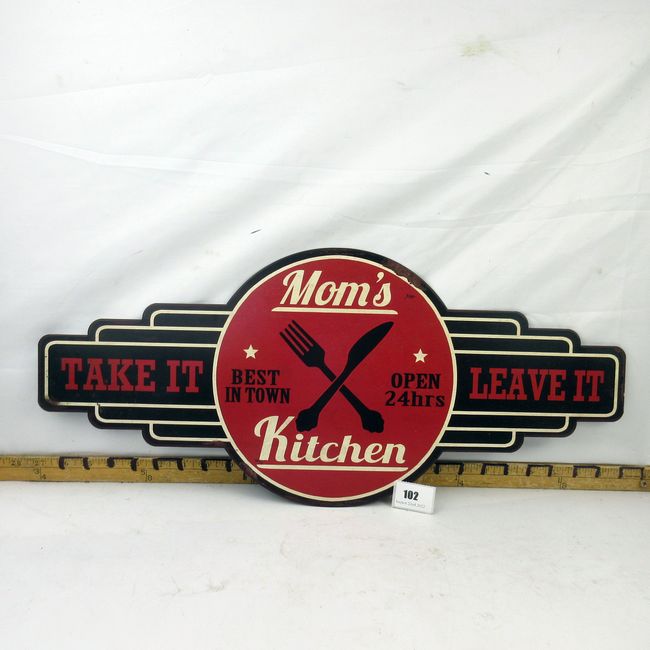 Mom's
TAKE IT
BEST
IN TOWN
OPEN
24hrs
LEAVE IT
Kitchen
102